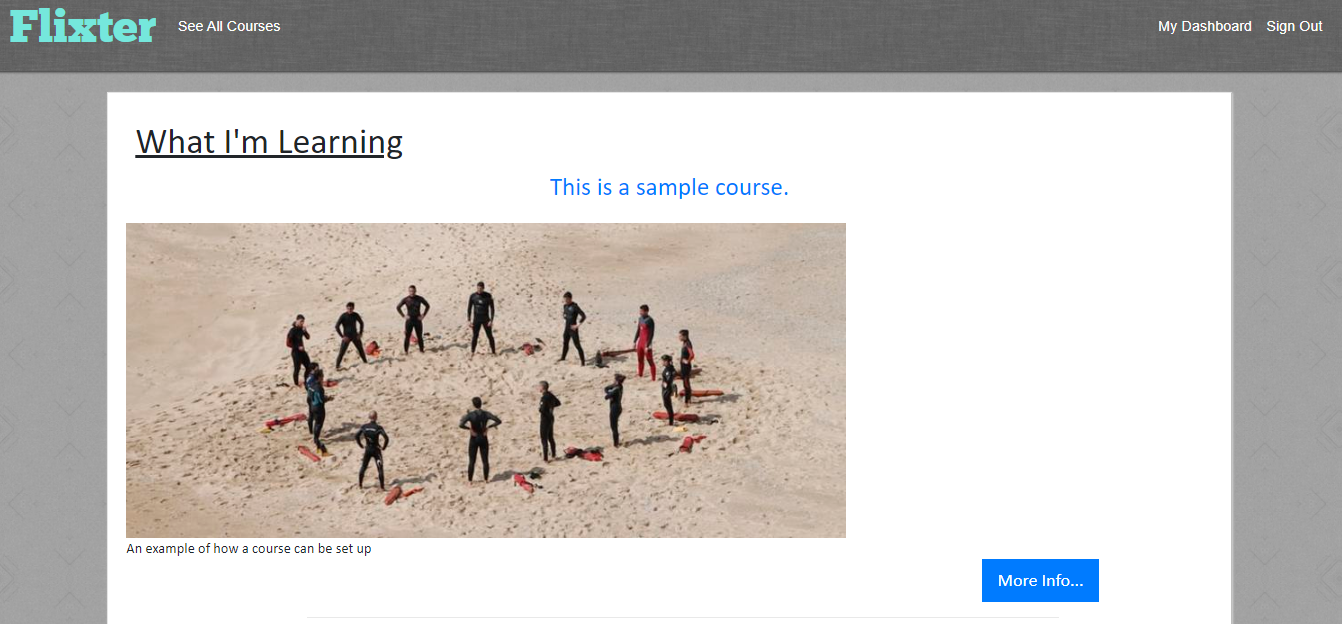 Flixter
See All Courses
My Dashboard
Sign Out
What I'm Learning
This is a sample course.
An example of how a course can be set up
More Info...